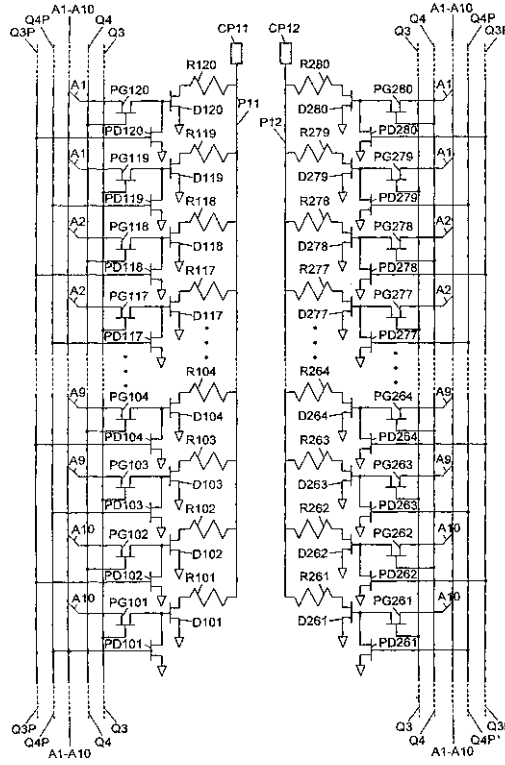 A1-A10 CP11 CP12 A1-A10
Q4P Q4 Q4 Q4P
Q3P Q3 Q3 Q3P
R120 R280
A1 PG120 PG280 A1
D120 P11 D280
PD120 P12 PD280
R119 R279
A1 PG119 PG279 A1
D119 D279
PD119 PD279
R118 R278
A2 PG118 PG278 A2
D118 D278
PD118 PD278
R117 R277
A2 PG117 PG277 A2
D117 D277
PD117 PD277
R104 R264
A9 PG104 PG264 A9
D104 D264
PD104 PD264
R103 R263
A9 PG103 PG263 A9
D103 D263
PD103 PD263
R102 R262
A10 PG102 PG262 A10
D102 D262
PD102 PD262
R101 R261
A10 PG101 PG261 A10
D101 D261
PD101 PD261
Q3P Q3 Q3 Q3P
Q4P Q4 Q4 Q4P
A1-A10 A1-A10